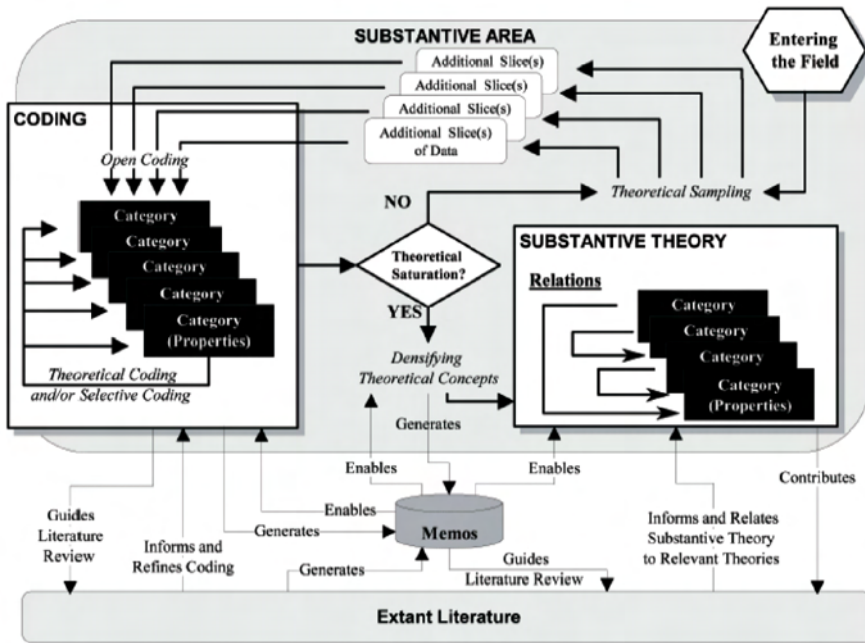 SUBSTANTIVE AREA
Entering
the Field
Additional Slice(s)
Additional Slice(s)
Additional Slice(s)
Additional Slice(s)
of Data
CODING
Open Coding
Category
Category
Category
Category
Category
(Properties)
Theoretical Coding
and/or Selective Coding
NO
Theoretical Sampling
Theoretical
Saturation?
YES
Densifying
Theoretical Concepts
SUBSTANTIVE THEORY
Relations
Category
Category
Category
Category
(Properties)
Generates
Enables
Enables
Contributes
Guides
Literature
Review
Informs and
Refines Coding
Enables
Generates
Generates
Memos
Guides
Literature Review
Informs and Relates
Substantive Theory
to Relevant Theories
Extant Literature